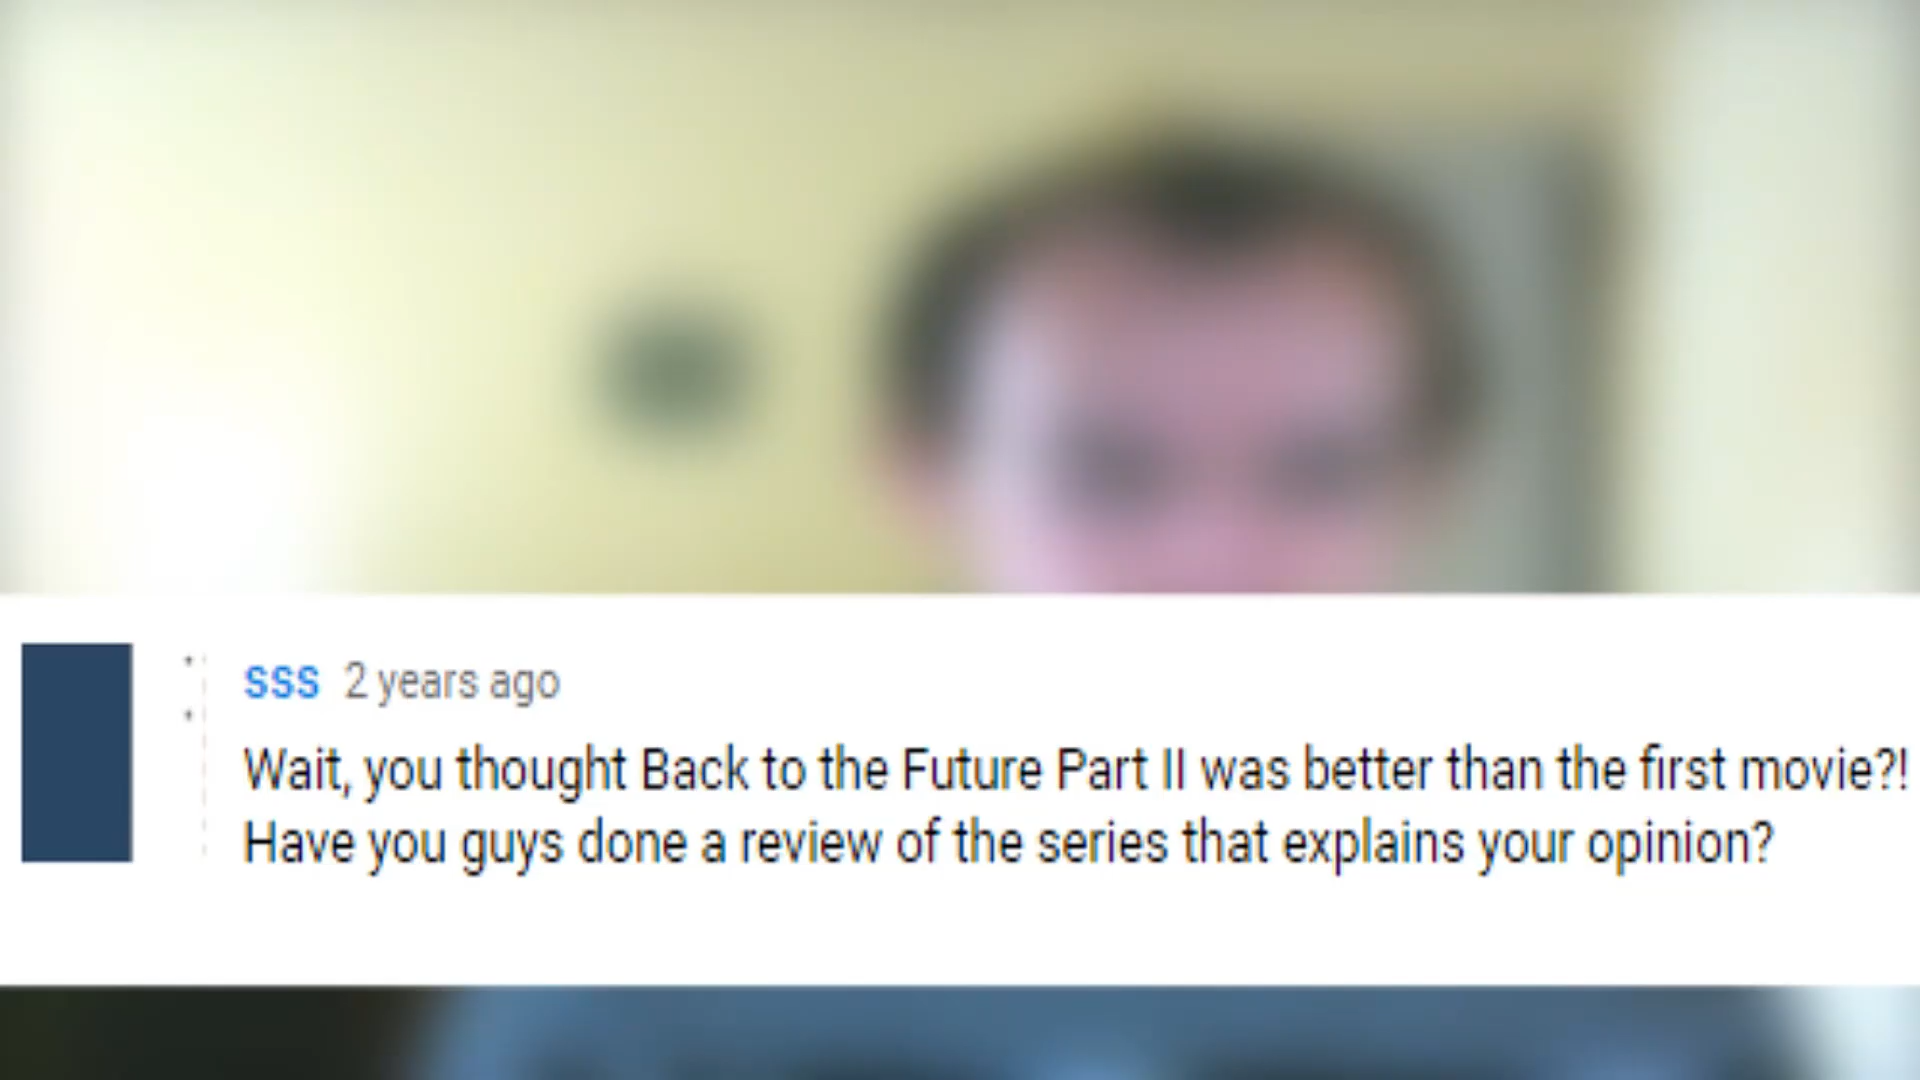 sss 2 years ago
Wait, you thought Back to the Future Part II was better than the first movie?!
Have you guys done a review of the series that explains your opinion?